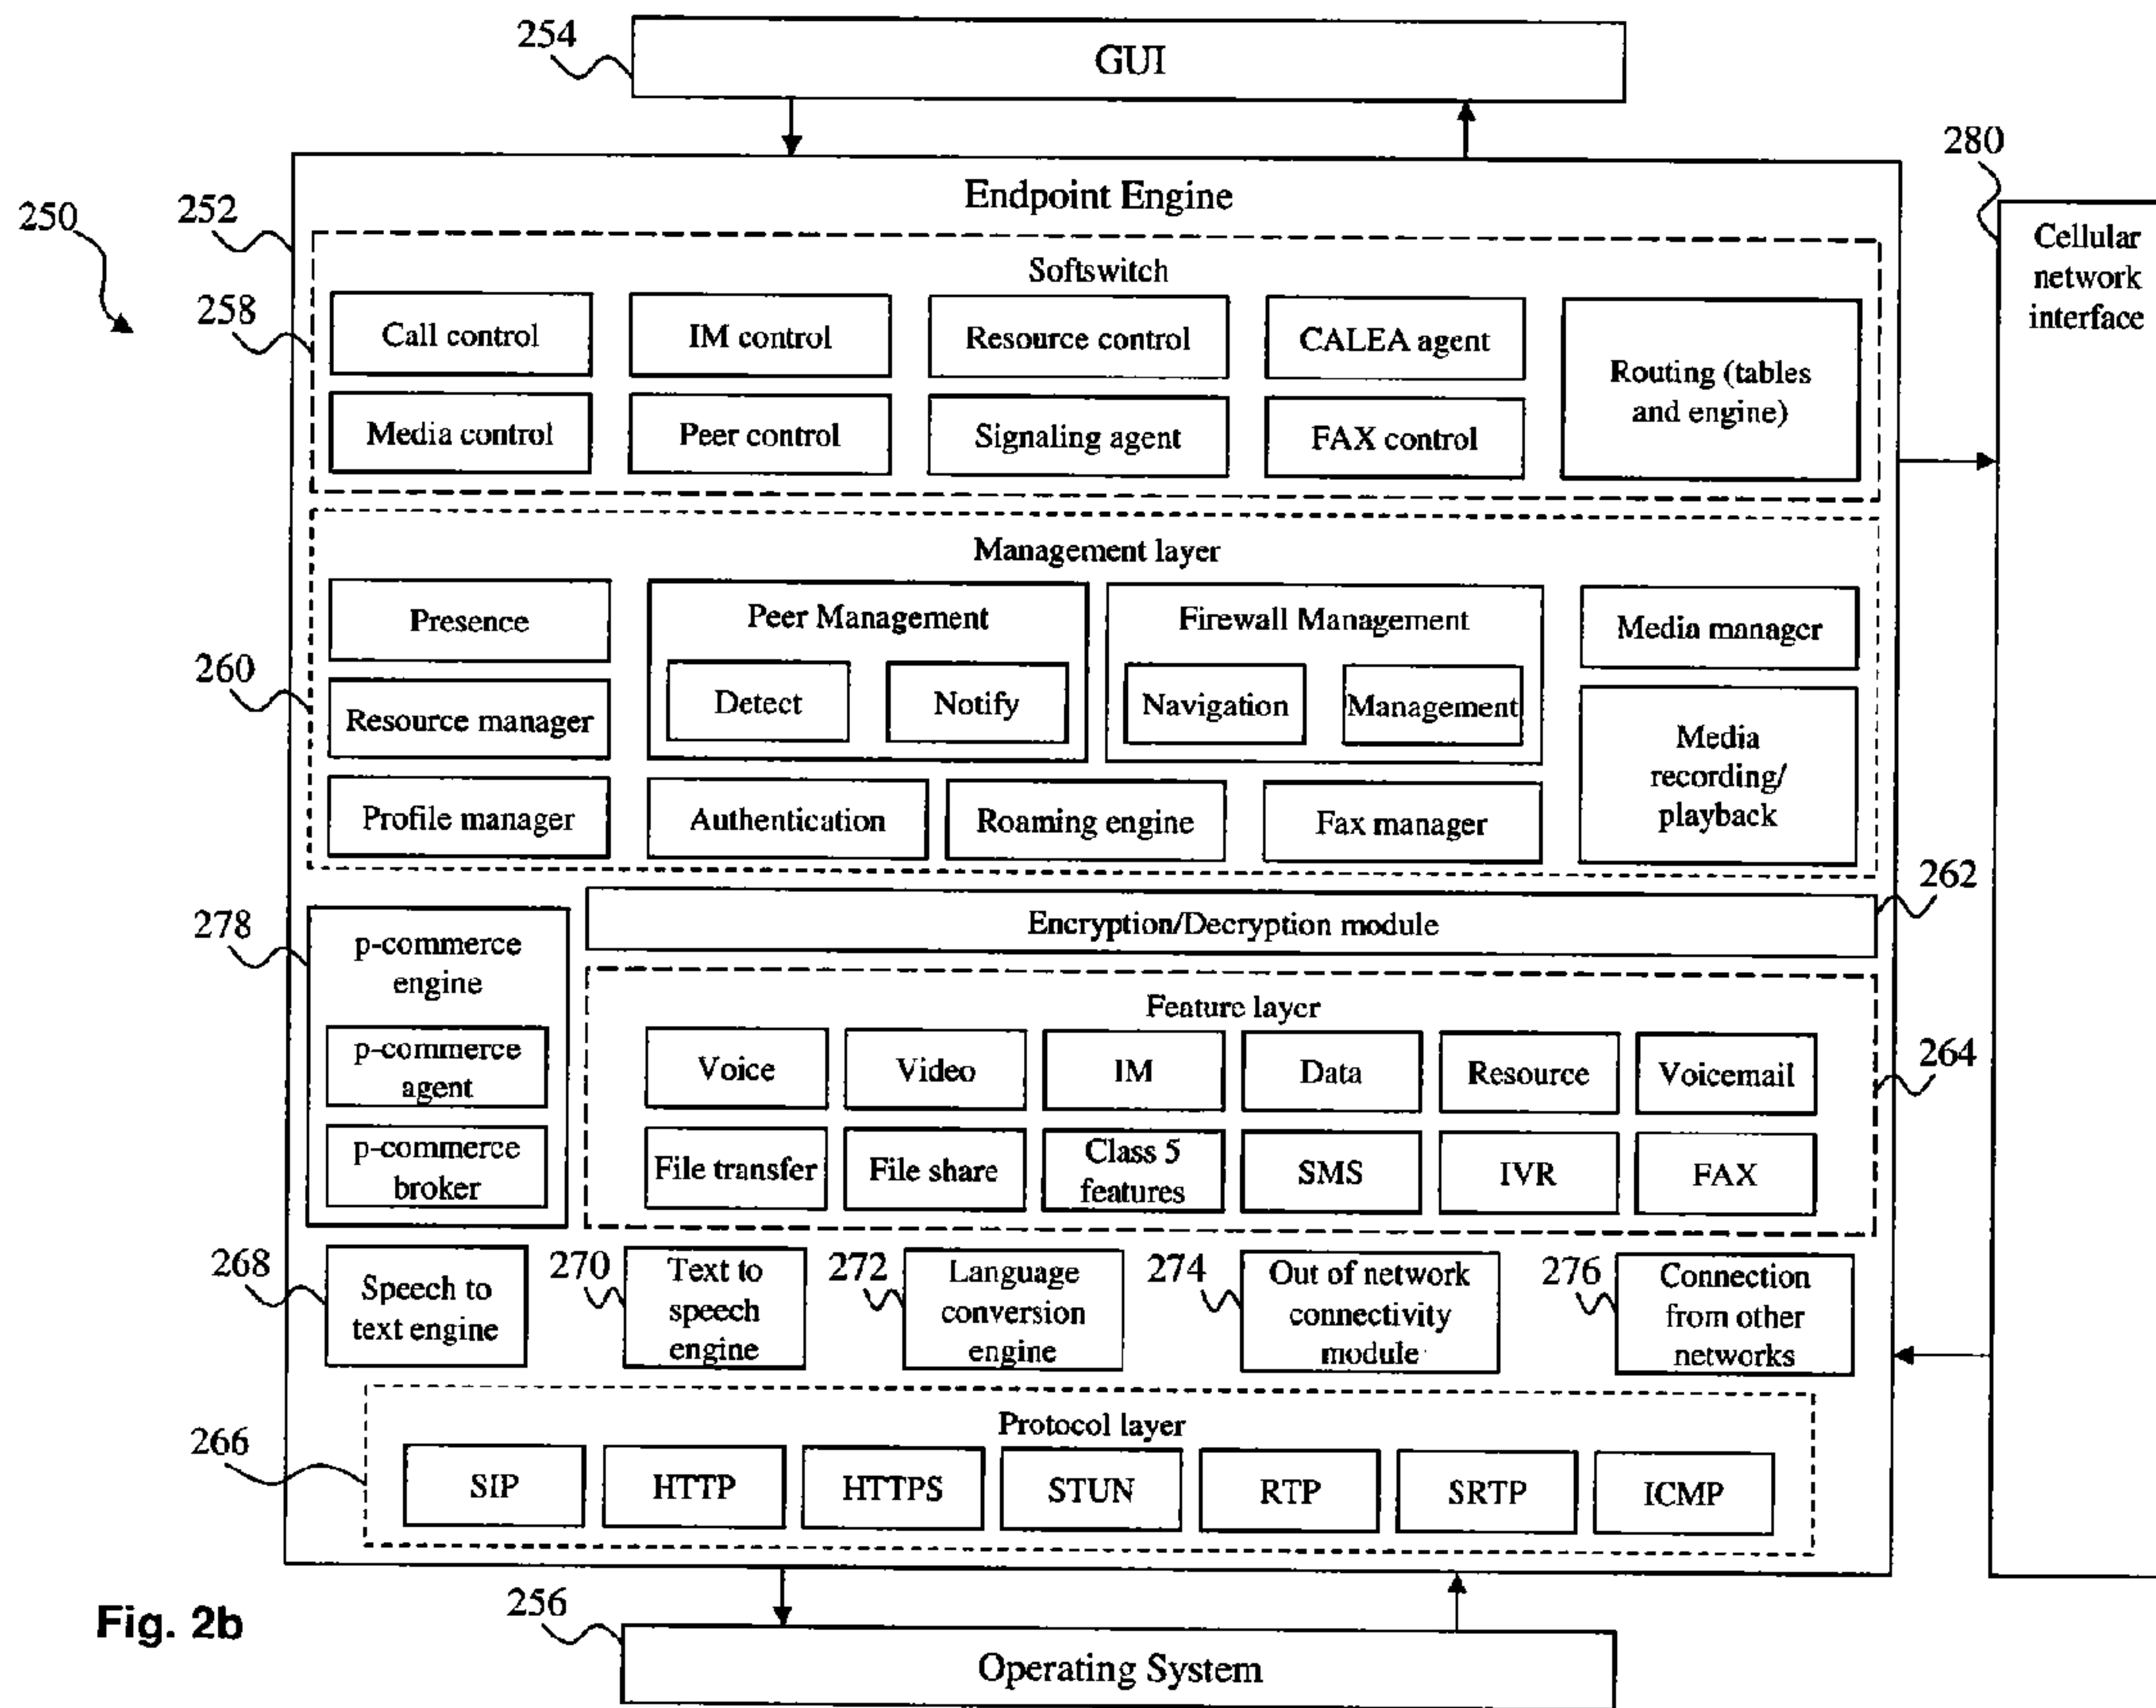 254
GUI
280
250
252
Endpoint Engine
Cellular
network
interface
258
Softswitch
Call control
IM control
Resource control
CALEA agent
Routing (tables
and engine)
Media control
Peer control
Signaling agent
FAX control
Management layer
260
Presence
Peer Management
Firewall Management
Media manager
Detect
Notify
Navigation
Management
Resource manager
Media
recording/
playback
Profile manager
Authentication
Roaming engine
Fax manager
262
278
p-commerce
engine
Encryption/Decryption module
p-commerce
agent
p-commerce
broker
Feature layer
264
Voice
Video
IM
Data
Resource
Voicemail
File transfer
File share
Class 5
features
SMS
IVR
FAX
268
Speech to
text engine
270
Text to
speech
engine
272
Language
conversion
engine
274
Out of network
connectivity
module
276
Connection
from other
networks
266
Protocol layer
SIP
HTTP
HTTPS
STUN
RTP
SRTP
ICMP
Fig. 2b
256
Operating System